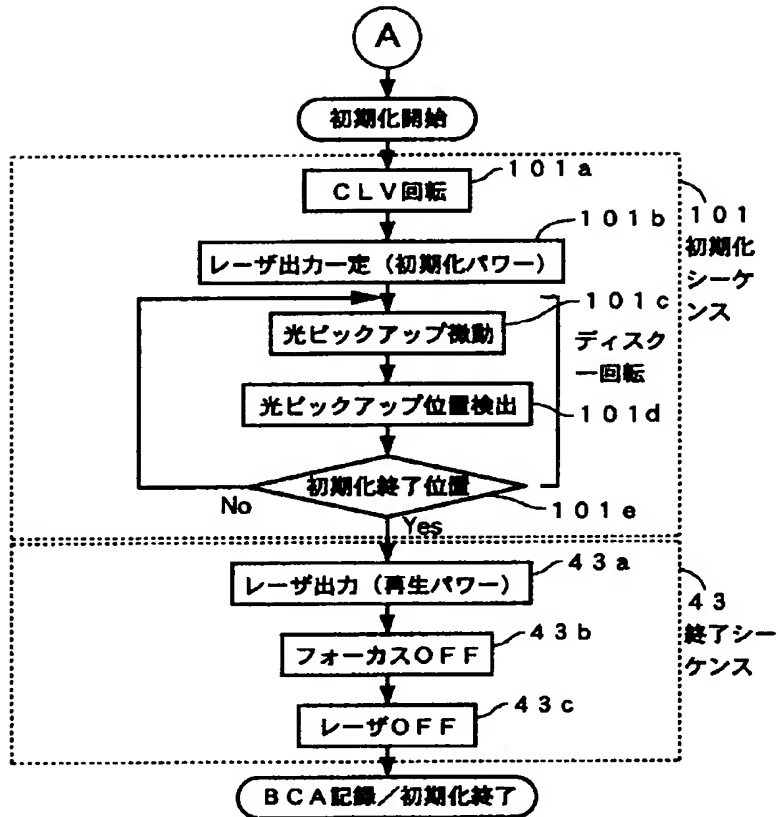 A
初期化開始
CLV回転
101a
レーザ出力一定（初期化パワー）
101b
101
初期化
シーケ
ンス
光ピックアップ微動
101c
ディスク
一回転
光ピックアップ位置検出
101d
初期化終了位置
101e
No
Yes
レーザ出力（再生パワー）
43a
43
終了シー
ケンス
フォーカスOFF
43b
レーザOFF
43c
BCA記録／初期化終了